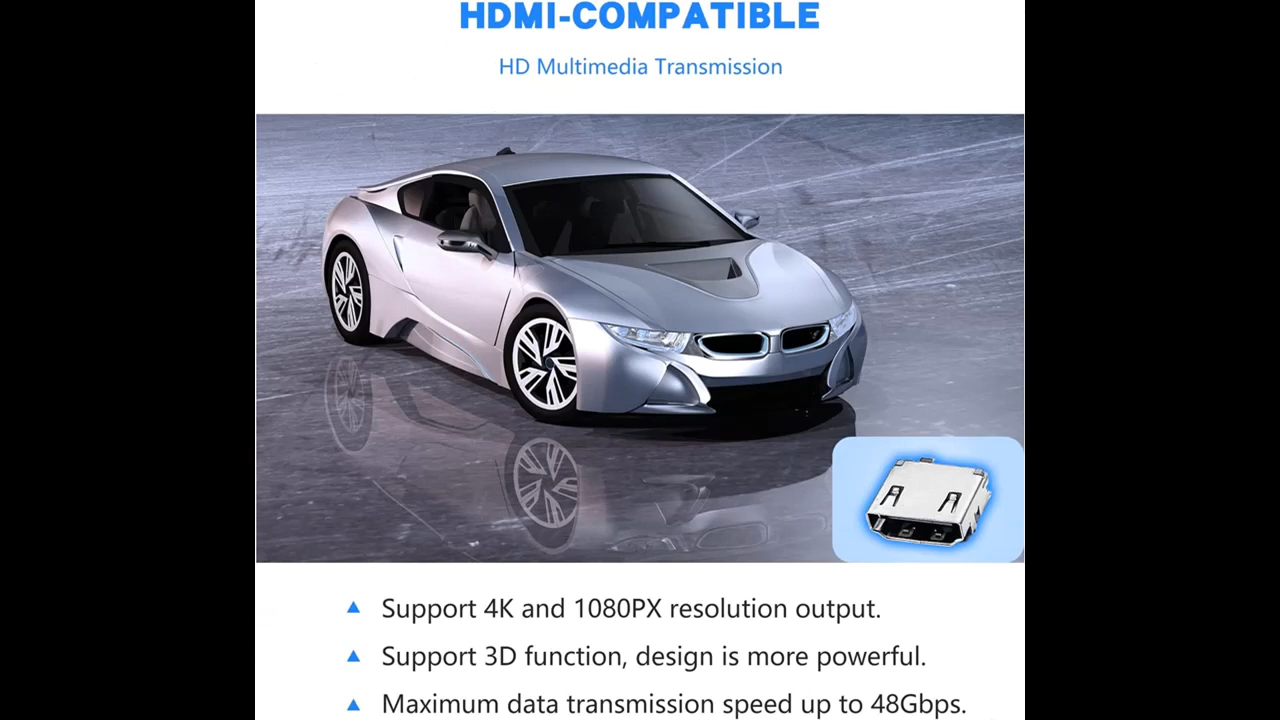 HDMI-COMPATIBLE
HD Multimedia Transmission
Support 4K and 1080PX resolution output.
Support 3D function, design is more powerful.
Maximum data transmission speed up to 48Gbps.